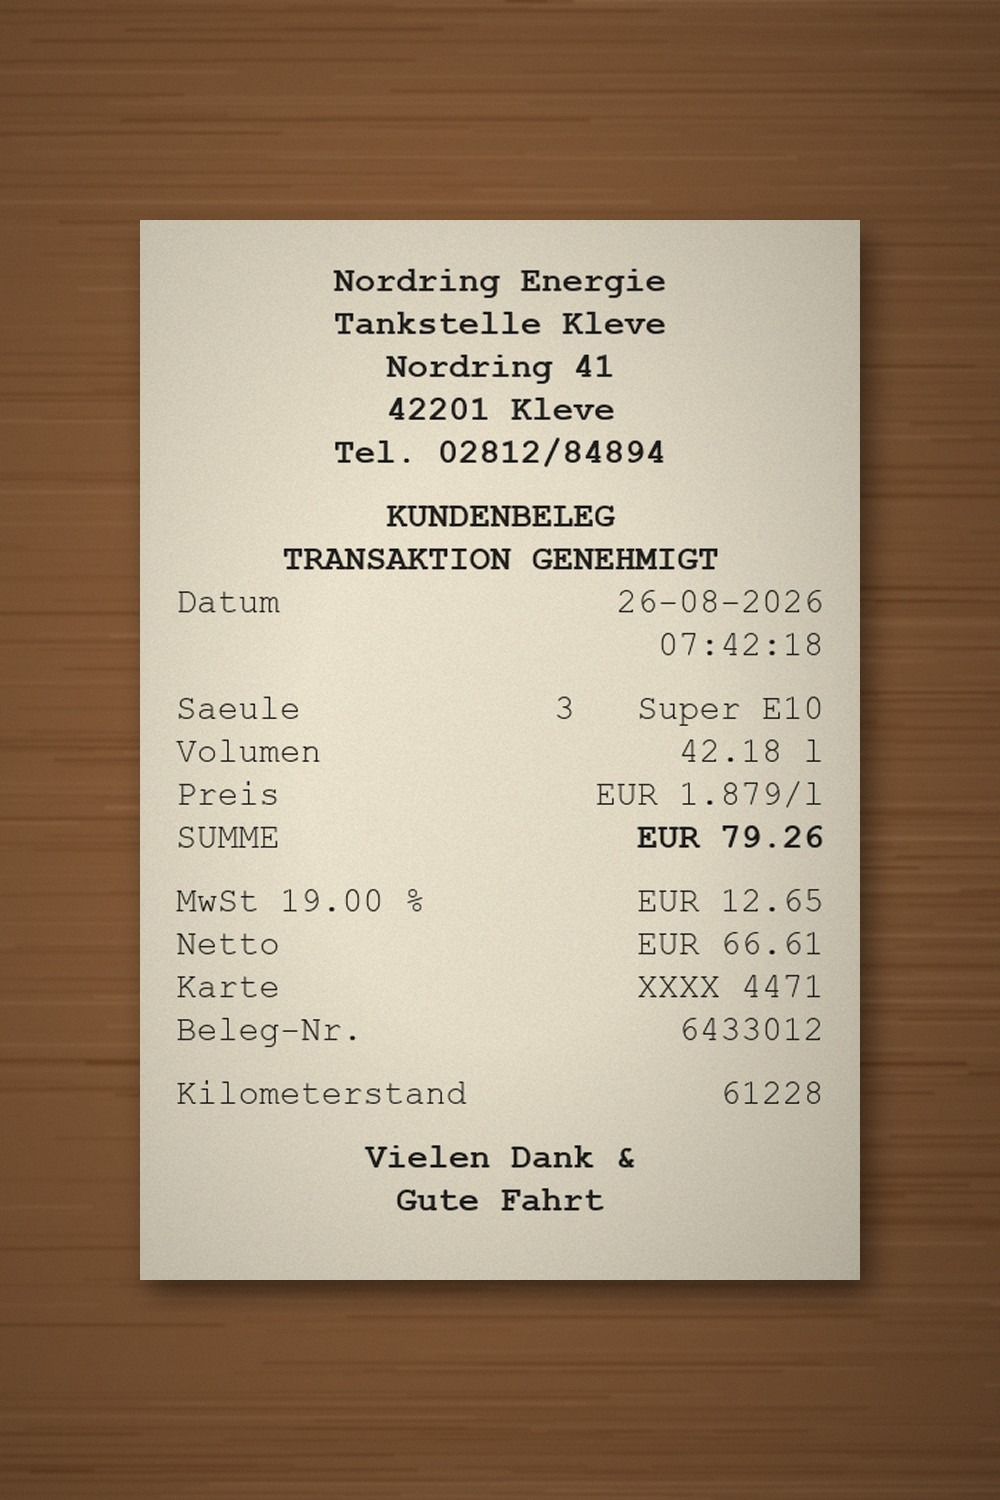 Nordring Energie
Tankstelle Kleve
Nordring 41
42201 Kleve
Tel. 02812/84894
KUNDENBELEG
TRANSAKTION GENEHMIGT
Datum 26-08-2026
07:42:18
Saeule 3 Super E10
Volumen 42.18 l
Preis EUR 1.879/l
SUMME EUR 79.26
MwSt 19.00 % EUR 12.65
Netto EUR 66.61
Karte XXXX 4471
Beleg-Nr. 6433012
Kilometerstand 61228
Vielen Dank &
Gute Fahrt